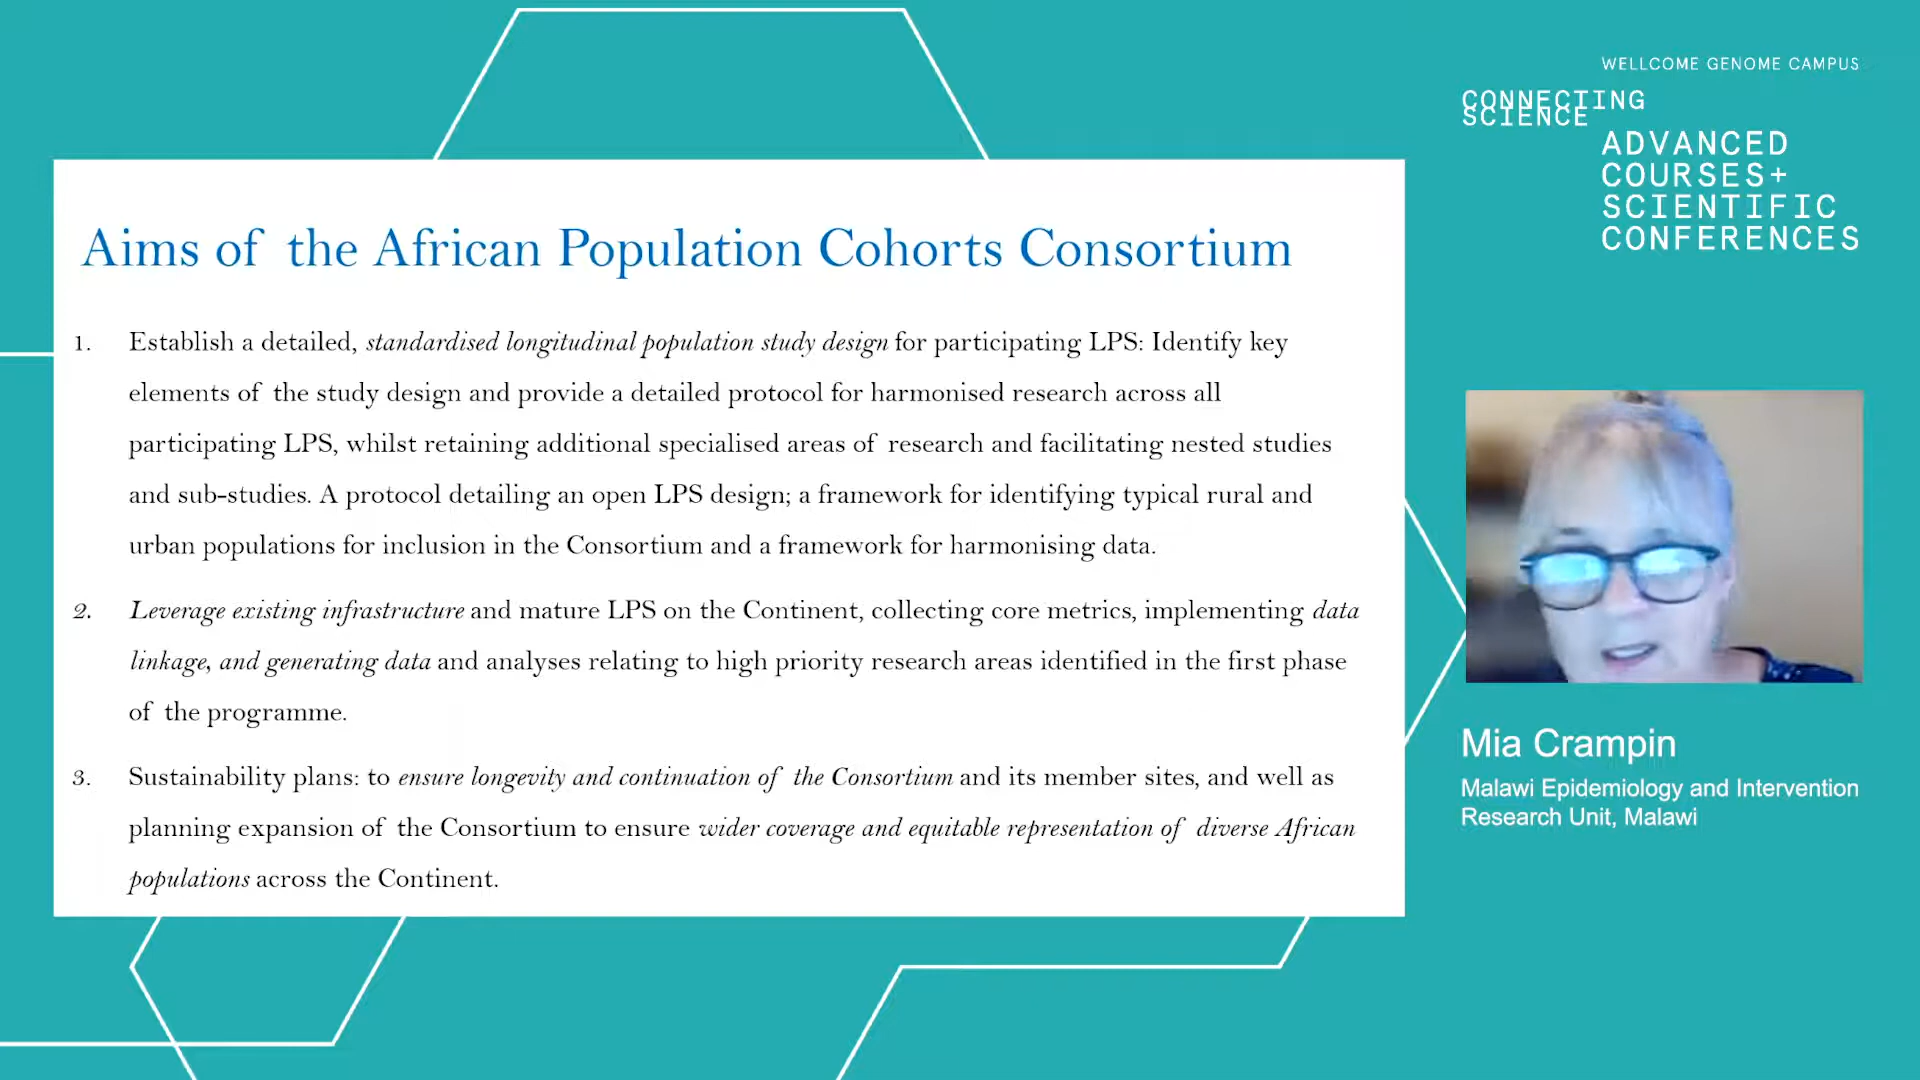 WELLCOME GENOME CAMPUS
CONNECTING
SCIENCE
ADVANCED
COURSES+
SCIENTIFIC
CONFERENCES
Aims of the African Population Cohorts Consortium
1. Establish a detailed, standardised longitudinal population study design for participating LPS: Identify key
elements of the study design and provide a detailed protocol for harmonised research across all
participating LPS, whilst retaining additional specialised areas of research and facilitating nested studies
and sub-studies. A protocol detailing an open LPS design; a framework for identifying typical rural and
urban populations for inclusion in the Consortium and a framework for harmonising data.
2. Leverage existing infrastructure and mature LPS on the Continent, collecting core metrics, implementing data
linkage, and generating data and analyses relating to high priority research areas identified in the first phase
of the programme.
3. Sustainability plans: to ensure longevity and continuation of the Consortium and its member sites, and well as
planning expansion of the Consortium to ensure wider coverage and equitable representation of diverse African
populations across the Continent.
Mia Crampin
Malawi Epidemiology and Intervention
Research Unit, Malawi